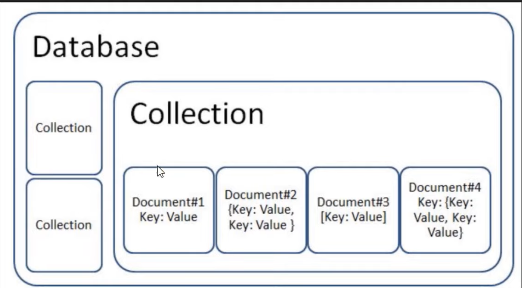 Database
Collection
Collection
Collection
Document#1
Key: Value
Document#2
{Key: Value,
Key: Value }
Document#3
[Key: Value]
Document#4
Key: {Key:
Value, Key:
Value}